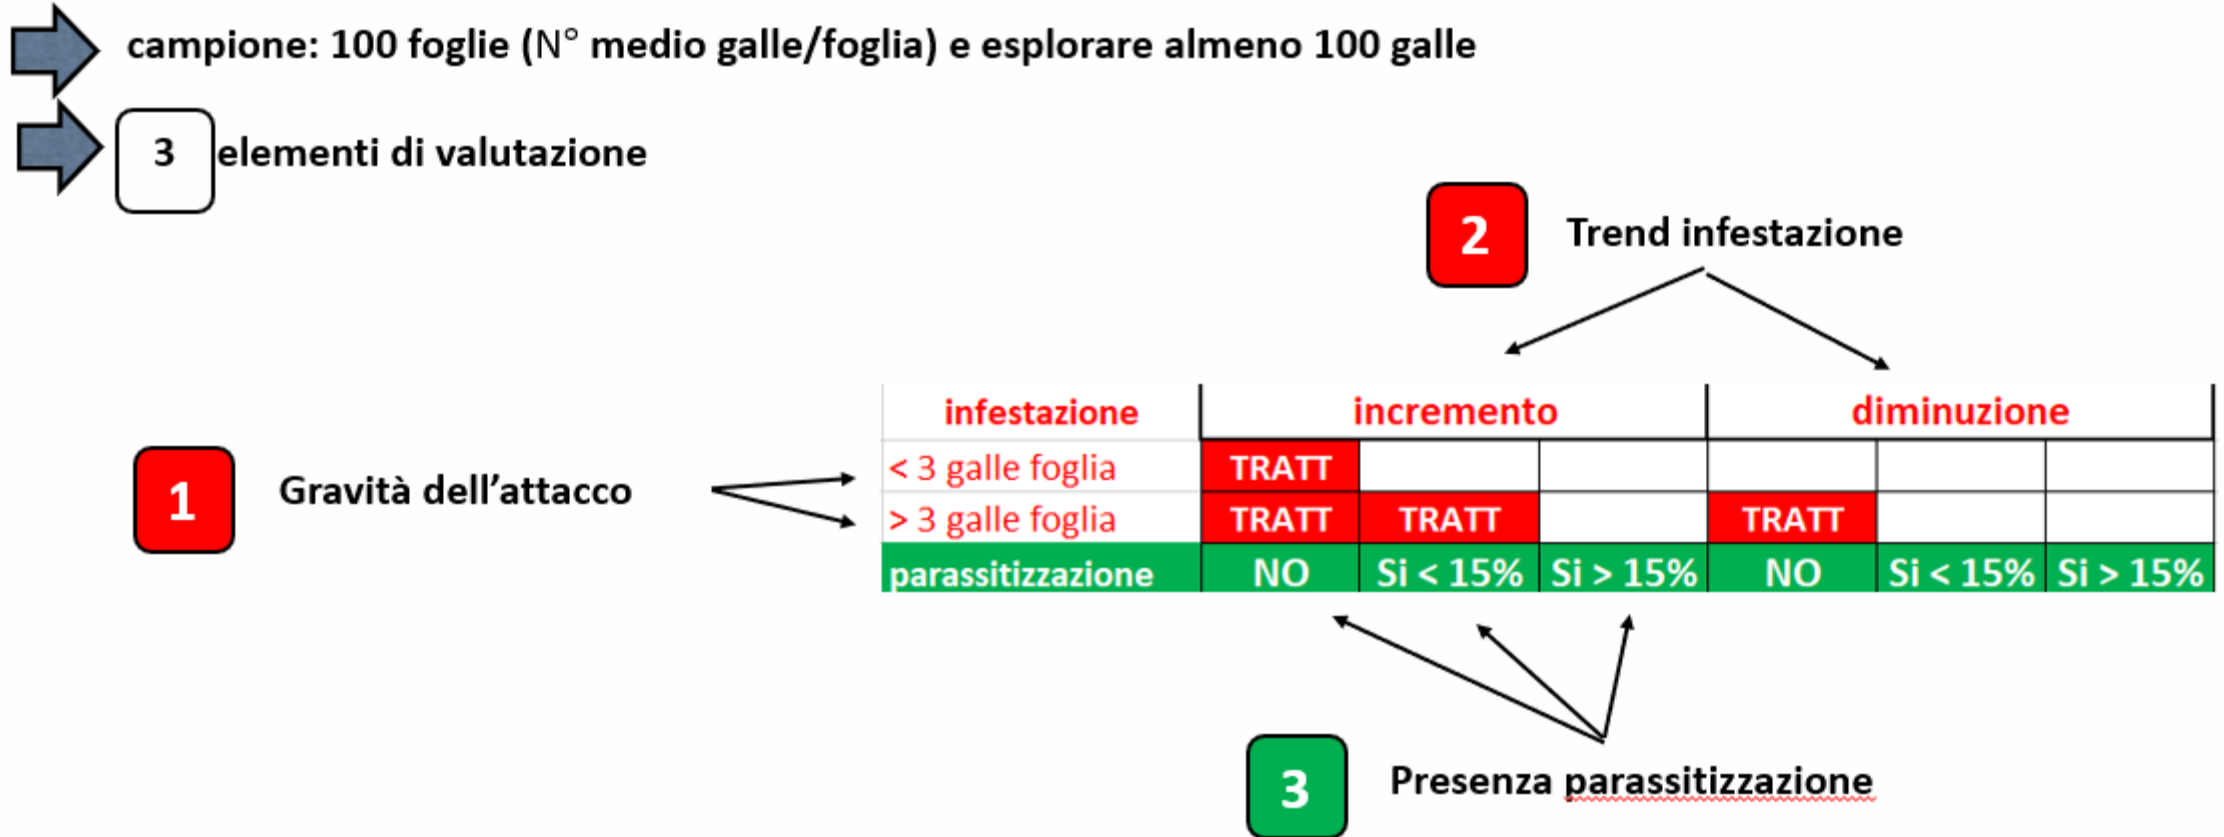 campione: 100 foglie (N° medio galle/foglia) e esplorare almeno 100 galle
3 elementi di valutazione
2 Trend infestazione
infestazione incremento diminuzione
1 Gravità dell’attacco
< 3 galle foglia TRATT
> 3 galle foglia TRATT TRATT TRATT
parassitizzazione NO Si < 15% Si > 15% NO Si < 15% Si > 15%
3 Presenza parassitizzazione